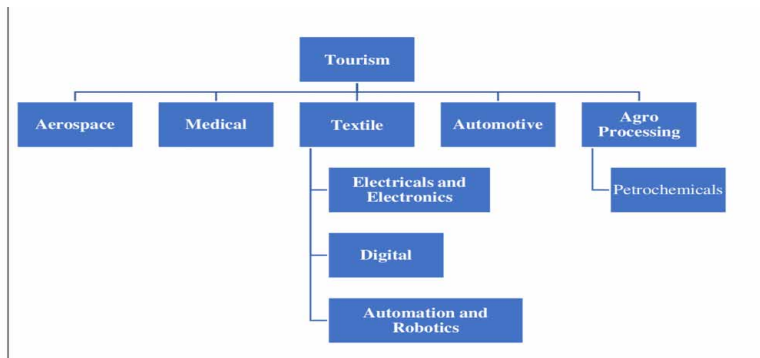 Tourism
Aerospace
Medical
Textile
Automotive
Agro
Processing
Electricals and
Electronics
Petrochemicals
Digital
Automation and
Robotics